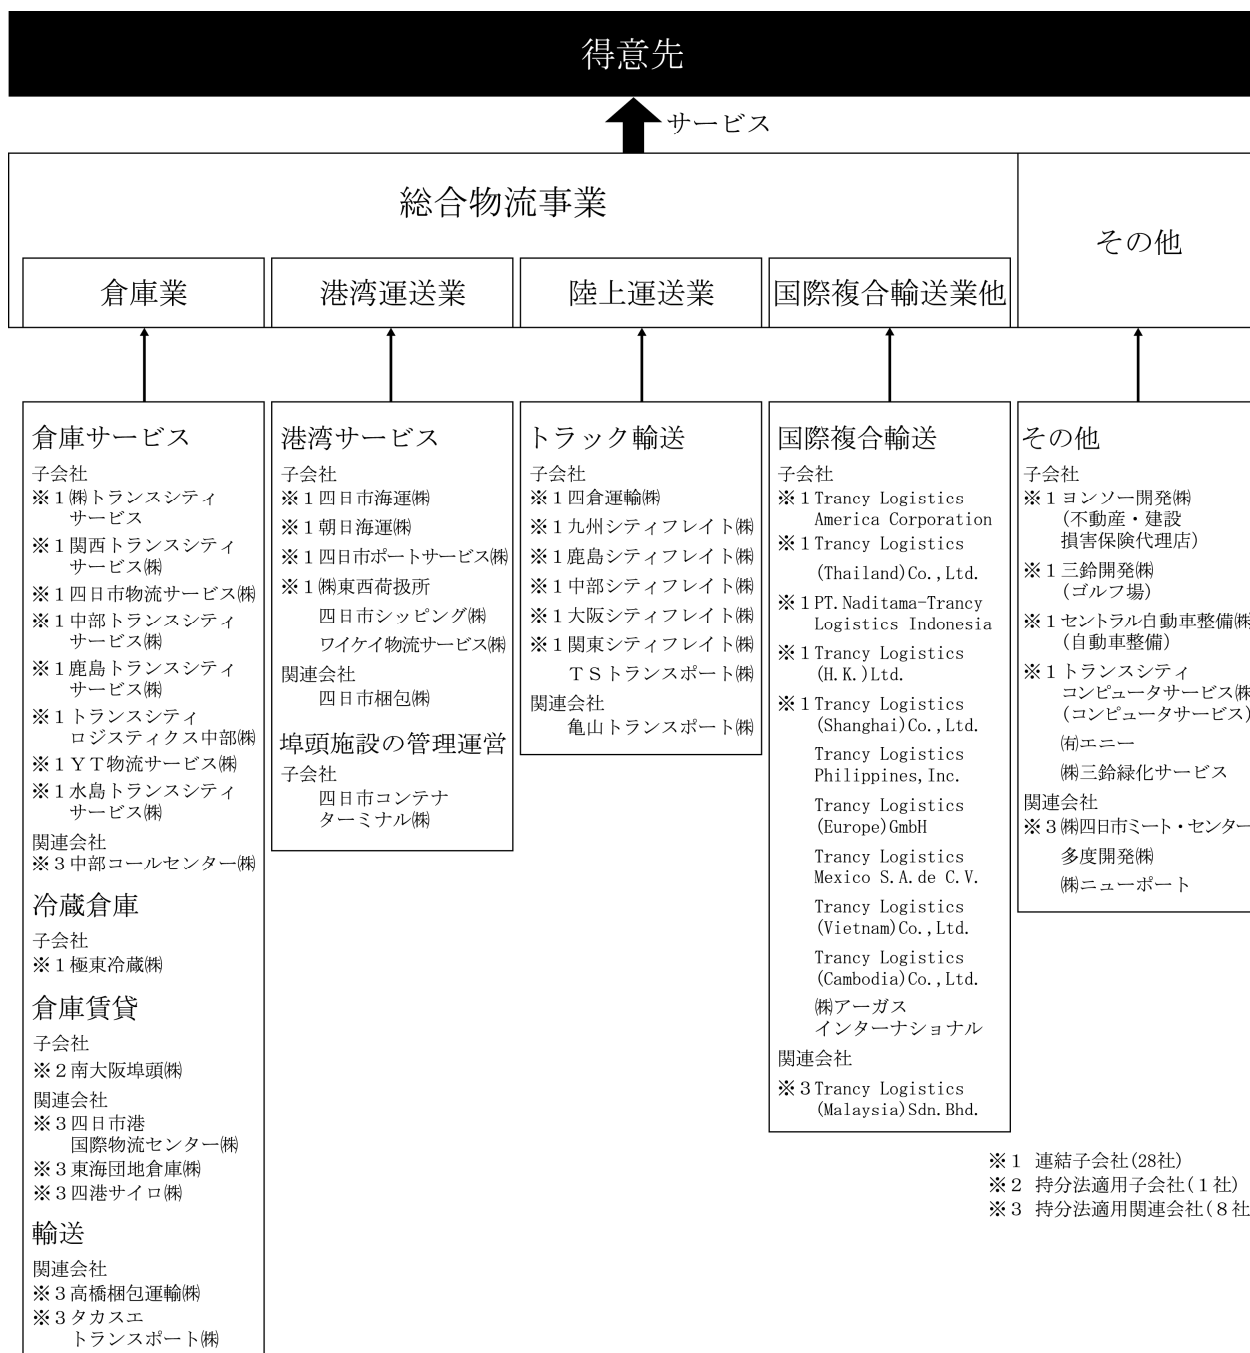 得意先
サービス
総合物流事業
その他
倉庫業
港湾運送業
陸上運送業
国際複合輸送業他
倉庫サービス
子会社
※1㈱トランスシティ
サービス
※1関西トランスシティ
サービス㈱
※1四日市物流サービス㈱
※1中部トランスシティ
サービス㈱
※1鹿島トランスシティ
サービス㈱
※1トランスシティ
ロジスティクス中部㈱
※1YT物流サービス㈱
※1水島トランスシティ
サービス㈱
関連会社
※3中部コールセンター㈱
冷蔵倉庫
子会社
※1極東冷蔵㈱
倉庫賃貸
子会社
※2南大阪埠頭㈱
関連会社
※3四日市港
国際物流センター㈱
※3東海団地倉庫㈱
※3四港サイロ㈱
輸送
関連会社
※3高橋梱包運輸㈱
※3タカスエ
トランスポート㈱
港湾サービス
子会社
※1四日市海運㈱
※1朝日海運㈱
※1四日市ポートサービス㈱
※1㈱東西荷扱所
四日市シッピング㈱
ワイケイ物流サービス㈱
関連会社
四日市梱包㈱
埠頭施設の管理運営
子会社
四日市コンテナ
ターミナル㈱
トラック輸送
子会社
※1四倉運輸㈱
※1九州シティフレイト㈱
※1鹿島シティフレイト㈱
※1中部シティフレイト㈱
※1大阪シティフレイト㈱
※1関東シティフレイト㈱
TSトランスポート㈱
関連会社
亀山トランスポート㈱
国際複合輸送
子会社
※1Trancy Logistics
America Corporation
※1Trancy Logistics
(Thailand)Co.,Ltd.
※1PT.Naditama-Trancy
Logistics Indonesia
※1Trancy Logistics
(H.K.)Ltd.
※1Trancy Logistics
(Shanghai)Co.,Ltd.
Trancy Logistics
Philippines,Inc.
Trancy Logistics
(Europe)GmbH
Trancy Logistics
Mexico S.A.de C.V.
Trancy Logistics
(Vietnam)Co.,Ltd.
Trancy Logistics
(Cambodia)Co.,Ltd.
㈱アーガス
インターナショナル
関連会社
※3Trancy Logistics
(Malaysia)Sdn.Bhd.
その他
子会社
※1ヨンソー開発㈱
(不動産・建設
損害保険代理店)
※1三鈴開発㈱
(ゴルフ場)
※1セントラル自動車整備㈱
(自動車整備)
※1トランスシティ
コンピュータサービス㈱
(コンピュータサービス)
㈲エニー
㈱三鈴緑化サービス
関連会社
※3㈱四日市ミート・センター
多度開発㈱
㈱ニューポート
※1 連結子会社(28社)
※2 持分法適用子会社(1社)
※3 持分法適用関連会社(8社